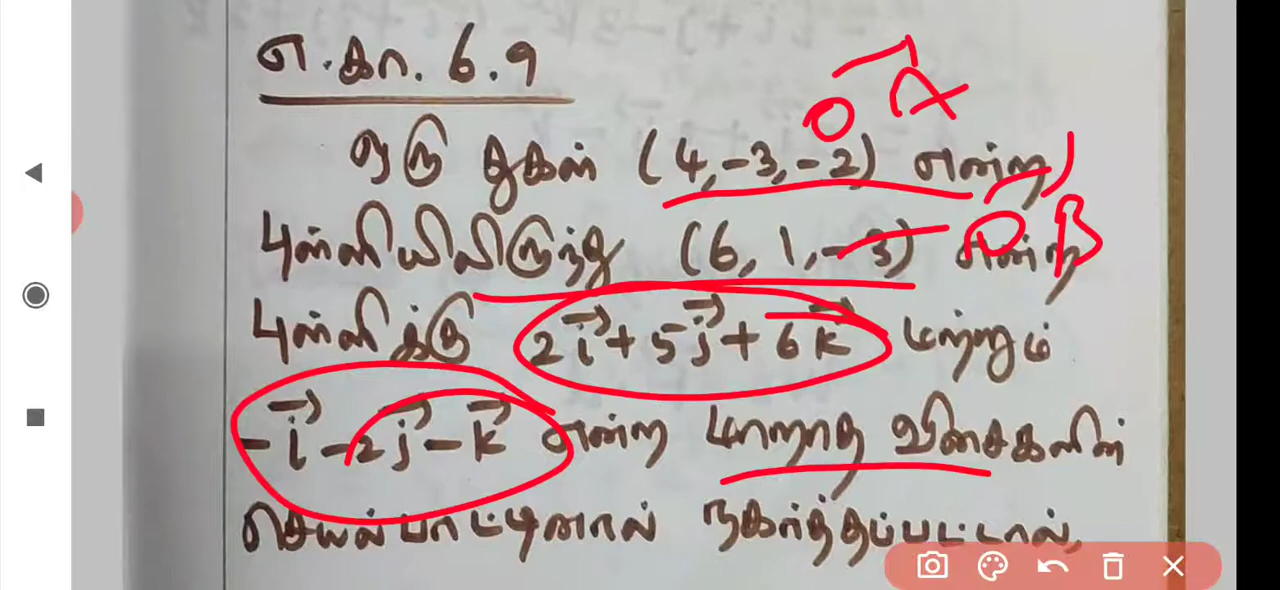 எ.கா. 6.9
O A
ஒரு துகள் (4,-3,-2) என்ற
புள்ளியிலிருந்து (6,1,-3) என்ற
O B
புள்ளிக்கு 2i⃗+5j⃗+6k⃗ மற்றும்
-i⃗-2j⃗-k⃗ என்ற மாறாத விசைகளின்
செயல்பாட்டினால் நகர்த்தப்பட்டால்,